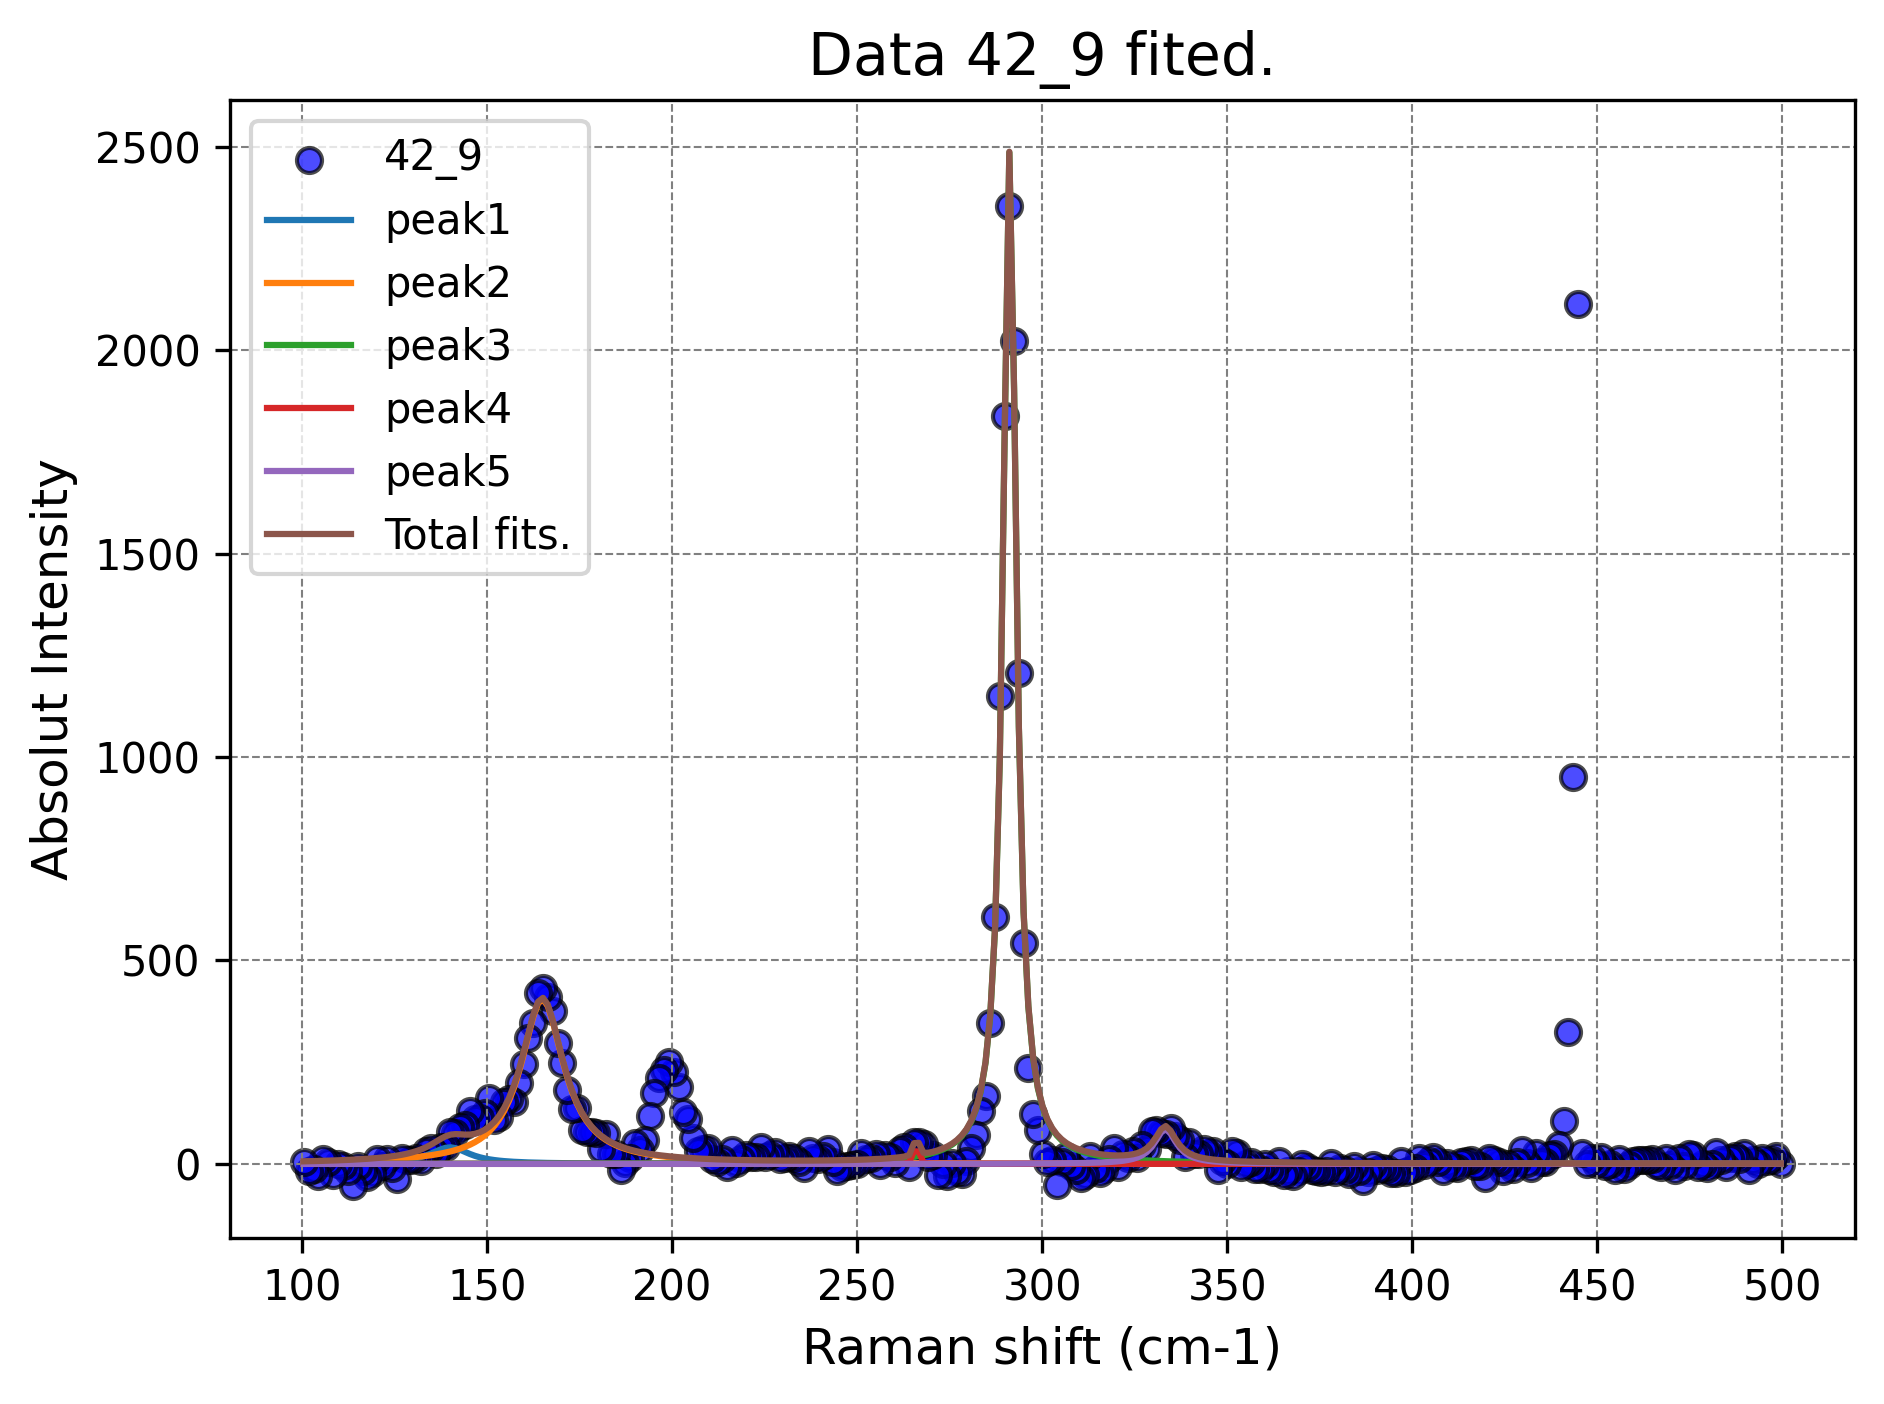 Data 42_9 fited.
2500
2000
1500
1000
500
0
Absolut Intensity
42_9
peak1
peak2
peak3
peak4
peak5
Total fits.
100 150 200 250 300 350 400 450 500
Raman shift (cm-1)